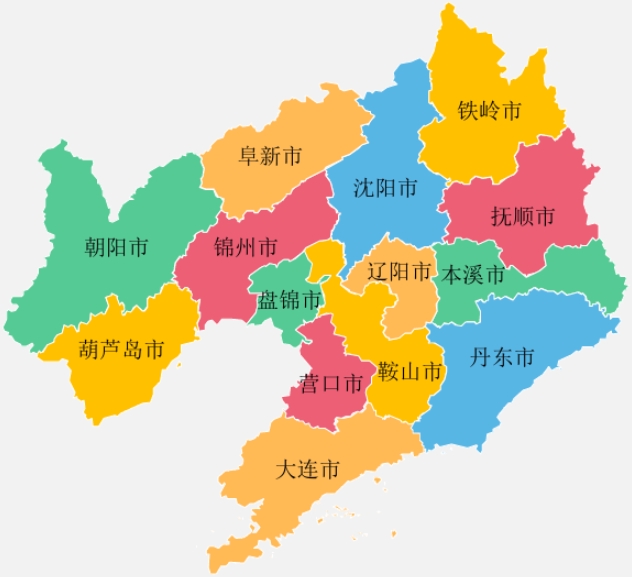 铁岭市
阜新市
沈阳市
抚顺市
朝阳市
锦州市
辽阳市
本溪市
盘锦市
葫芦岛市
丹东市
鞍山市
营口市
大连市